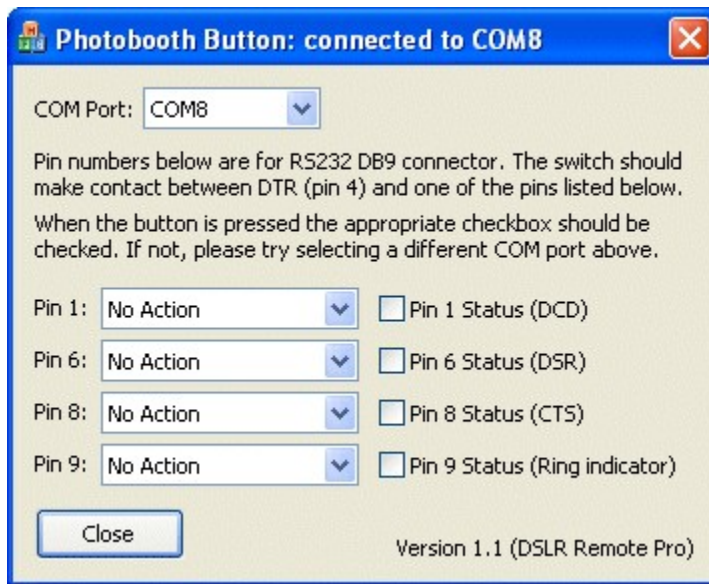 Photobooth Button: connected to COM8
COM Port: COM8
Pin numbers below are for RS232 DB9 connector. The switch should
make contact between DTR (pin 4) and one of the pins listed below.
When the button is pressed the appropriate checkbox should be
checked. If not, please try selecting a different COM port above.
Pin 1: No Action Pin 1 Status (DCD)
Pin 6: No Action Pin 6 Status (DSR)
Pin 8: No Action Pin 8 Status (CTS)
Pin 9: No Action Pin 9 Status (Ring indicator)
Close
Version 1.1 (DSLR Remote Pro)